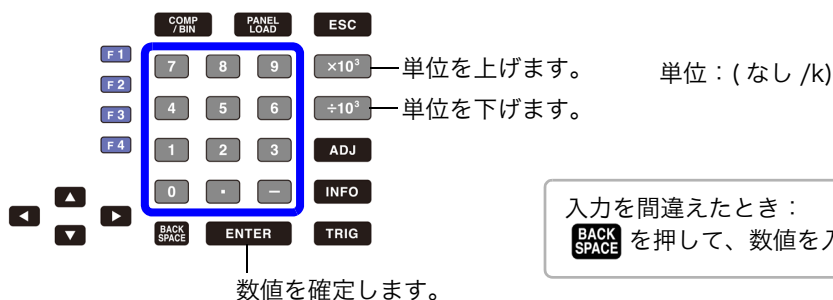 COMP /BIN PANEL LOAD ESC
F1 7 8 9 ×10³ 単位を上げます。 単位：( なし /k)
F2
F3 4 5 6 ÷10³ 単位を下げます。
F4 1 2 3 ADJ
0 · − INFO
入力を間違えたとき：
BACK SPACE を押して、数値を入
BACK SPACE ENTER TRIG
数値を確定します。